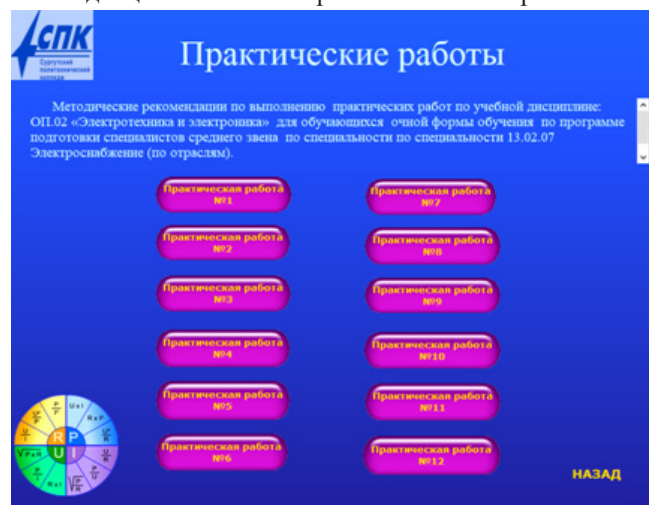 СПК
Сургутский
политехнический
колледж
Практические работы
Методические рекомендации по выполнению практических работ по учебной дисциплине:
ОП.02 «Электротехника и электроника» для обучающихся очной формы обучения по программе
подготовки специалистов среднего звена по специальности по специальности 13.02.07
Электроснабжение (по отраслям).
Практическая работа
№1
Практическая работа
№2
Практическая работа
№3
Практическая работа
№4
Практическая работа
№5
Практическая работа
№6
Практическая работа
№7
Практическая работа
№8
Практическая работа
№9
Практическая работа
№10
Практическая работа
№11
Практическая работа
№12
R P
U I
U x I
R x I
НАЗАД